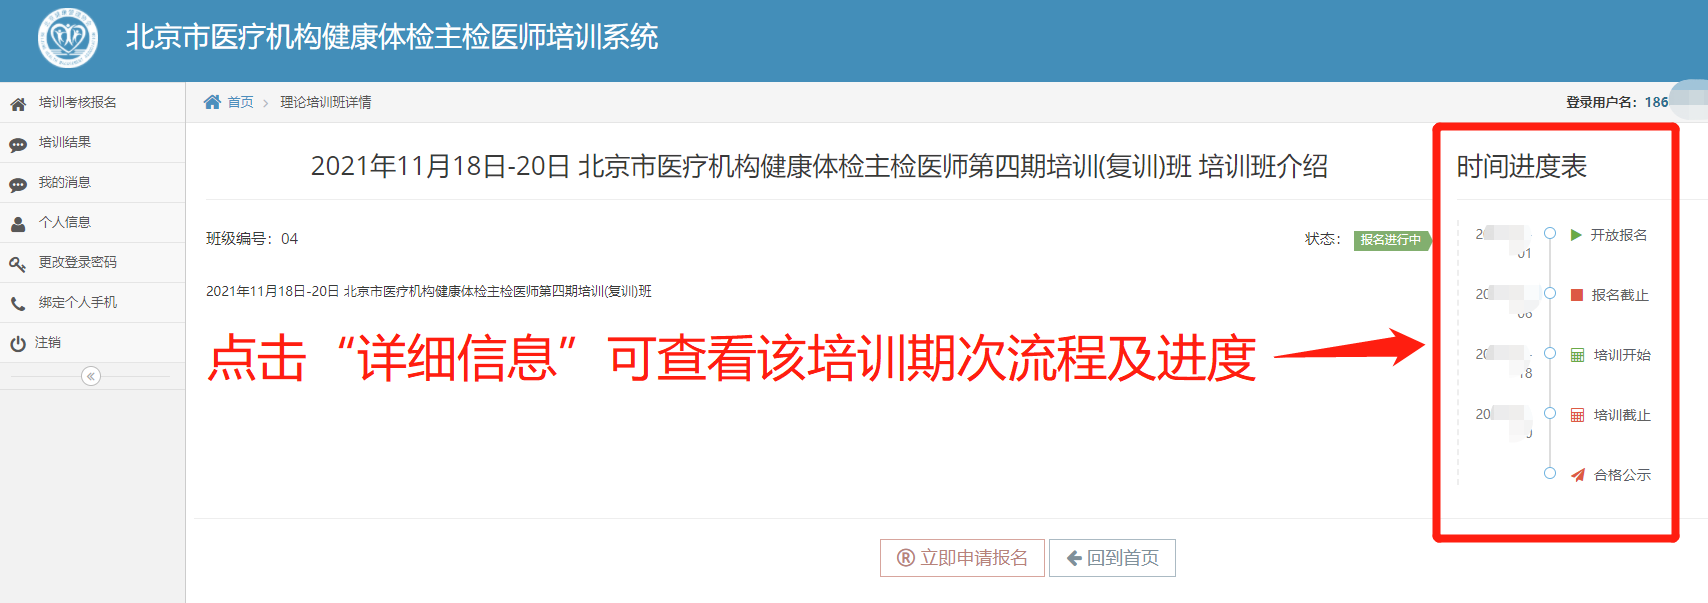 北京市医疗机构健康体检主检医师培训系统
培训考核报名
培训结果
我的消息
个人信息
更改登录密码
绑定个人手机
注销
首页 › 理论培训班详情
登录用户名：186
2021年11月18日-20日 北京市医疗机构健康体检主检医师第四期培训(复训)班 培训班介绍
班级编号：04
状态：
报名进行中
2021年11月18日-20日 北京市医疗机构健康体检主检医师第四期培训(复训)班
点击“详细信息”可查看该培训期次流程及进度
时间进度表
20
01
开放报名
20
报名截止
20
18
培训开始
20
培训截止
合格公示
® 立即申请报名
回到首页